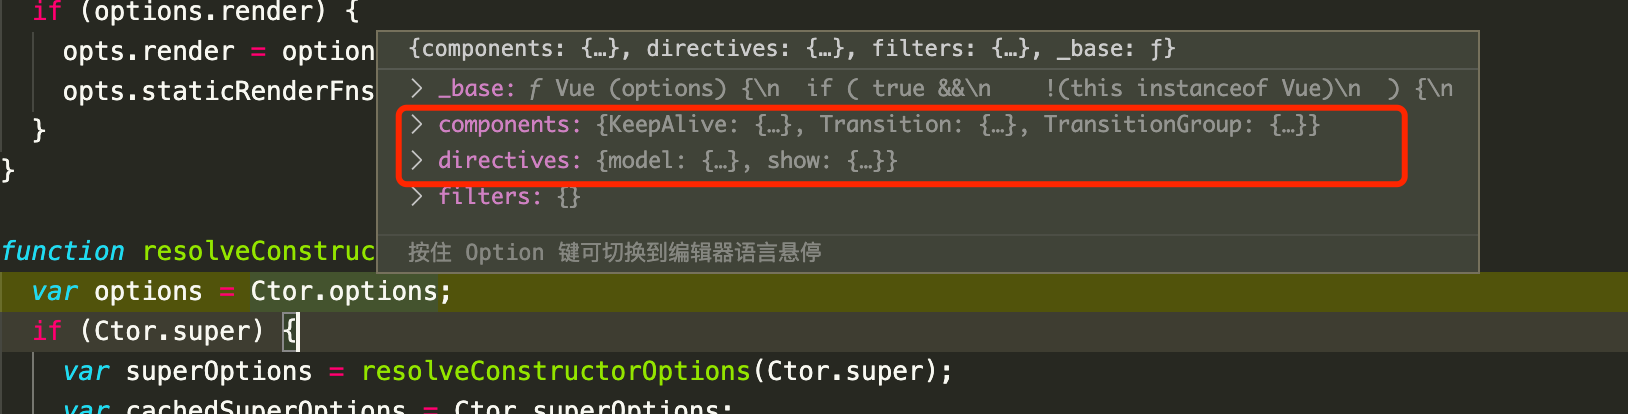 if (options.render) {
opts.render = option
opts.staticRenderFns
}
}
{components: {…}, directives: {…}, filters: {…}, _base: ƒ}
_base: ƒ Vue (options) {\n  if ( true &&\n    !(this instanceof Vue)\n  ) {\n
components: {KeepAlive: {…}, Transition: {…}, TransitionGroup: {…}}
directives: {model: {…}, show: {…}}
filters: {}
按住 Option 键可切换到编辑器语言悬停
function resolveConstruc
var options = Ctor.options;
if (Ctor.super) {
var superOptions = resolveConstructorOptions(Ctor.super);
var cachedSuperOptions = Ctor.superOptions;